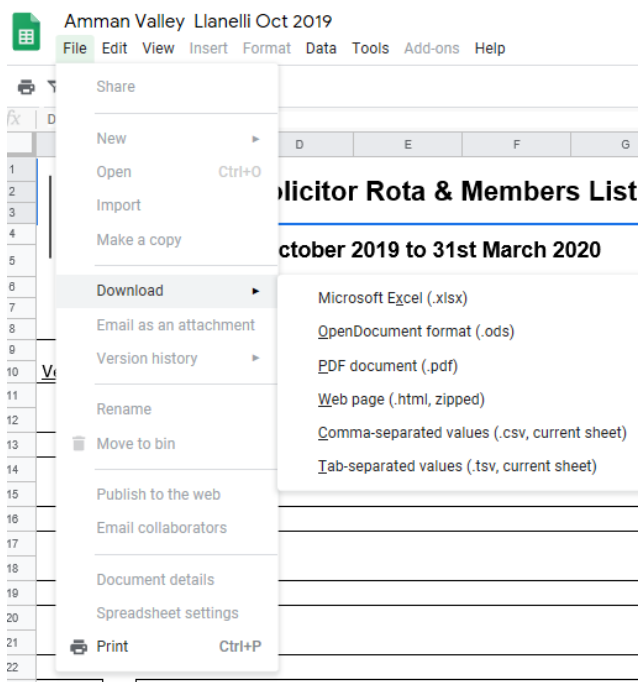 Amman Valley Llanelli Oct 2019
File Edit View Insert Format Data Tools Add-ons Help
Share
fx D
New
D E F G
Open Ctrl+O
Import
Make a copy
licitor Rota & Members List
ctober 2019 to 31st March 2020
Download
Email as an attachment
Version history
Rename
Move to bin
Publish to the web
Email collaborators
Document details
Spreadsheet settings
Print Ctrl+P
Microsoft Excel (.xlsx)
OpenDocument format (.ods)
PDF document (.pdf)
Web page (.html, zipped)
Comma-separated values (.csv, current sheet)
Tab-separated values (.tsv, current sheet)
1
2
3
4
5
6
7
8
9
10
11
12
13
14
15
16
17
18
19
20
21
22